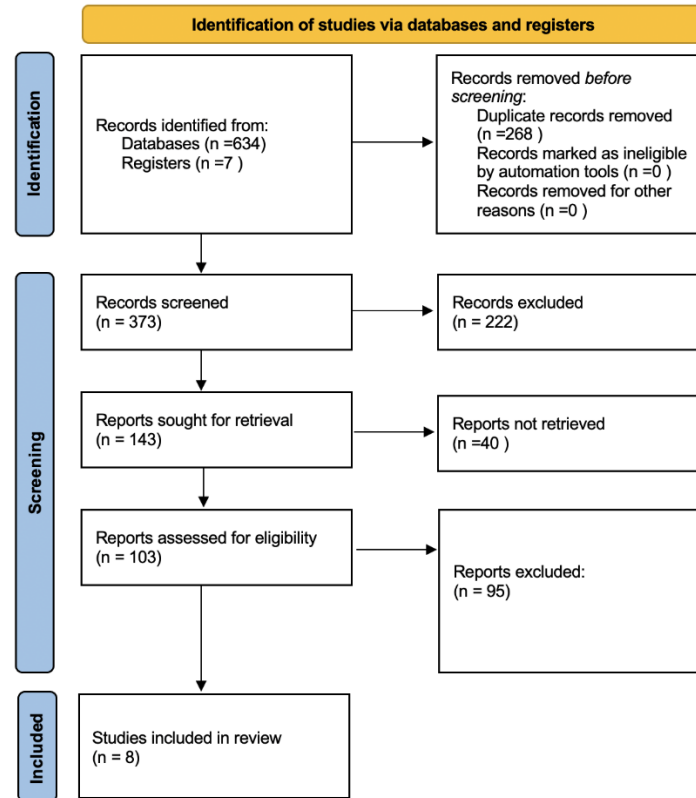 Identification of studies via databases and registers
Identification
Records identified from:
Databases (n =634)
Registers (n =7 )
Records removed before
screening:
Duplicate records removed
(n =268 )
Records marked as ineligible
by automation tools (n =0 )
Records removed for other
reasons (n =0 )
Screening
Records screened
(n = 373)
Records excluded
(n = 222)
Reports sought for retrieval
(n = 143)
Reports not retrieved
(n =40 )
Reports assessed for eligibility
(n = 103)
Reports excluded:
(n = 95)
Included
Studies included in review
(n = 8)